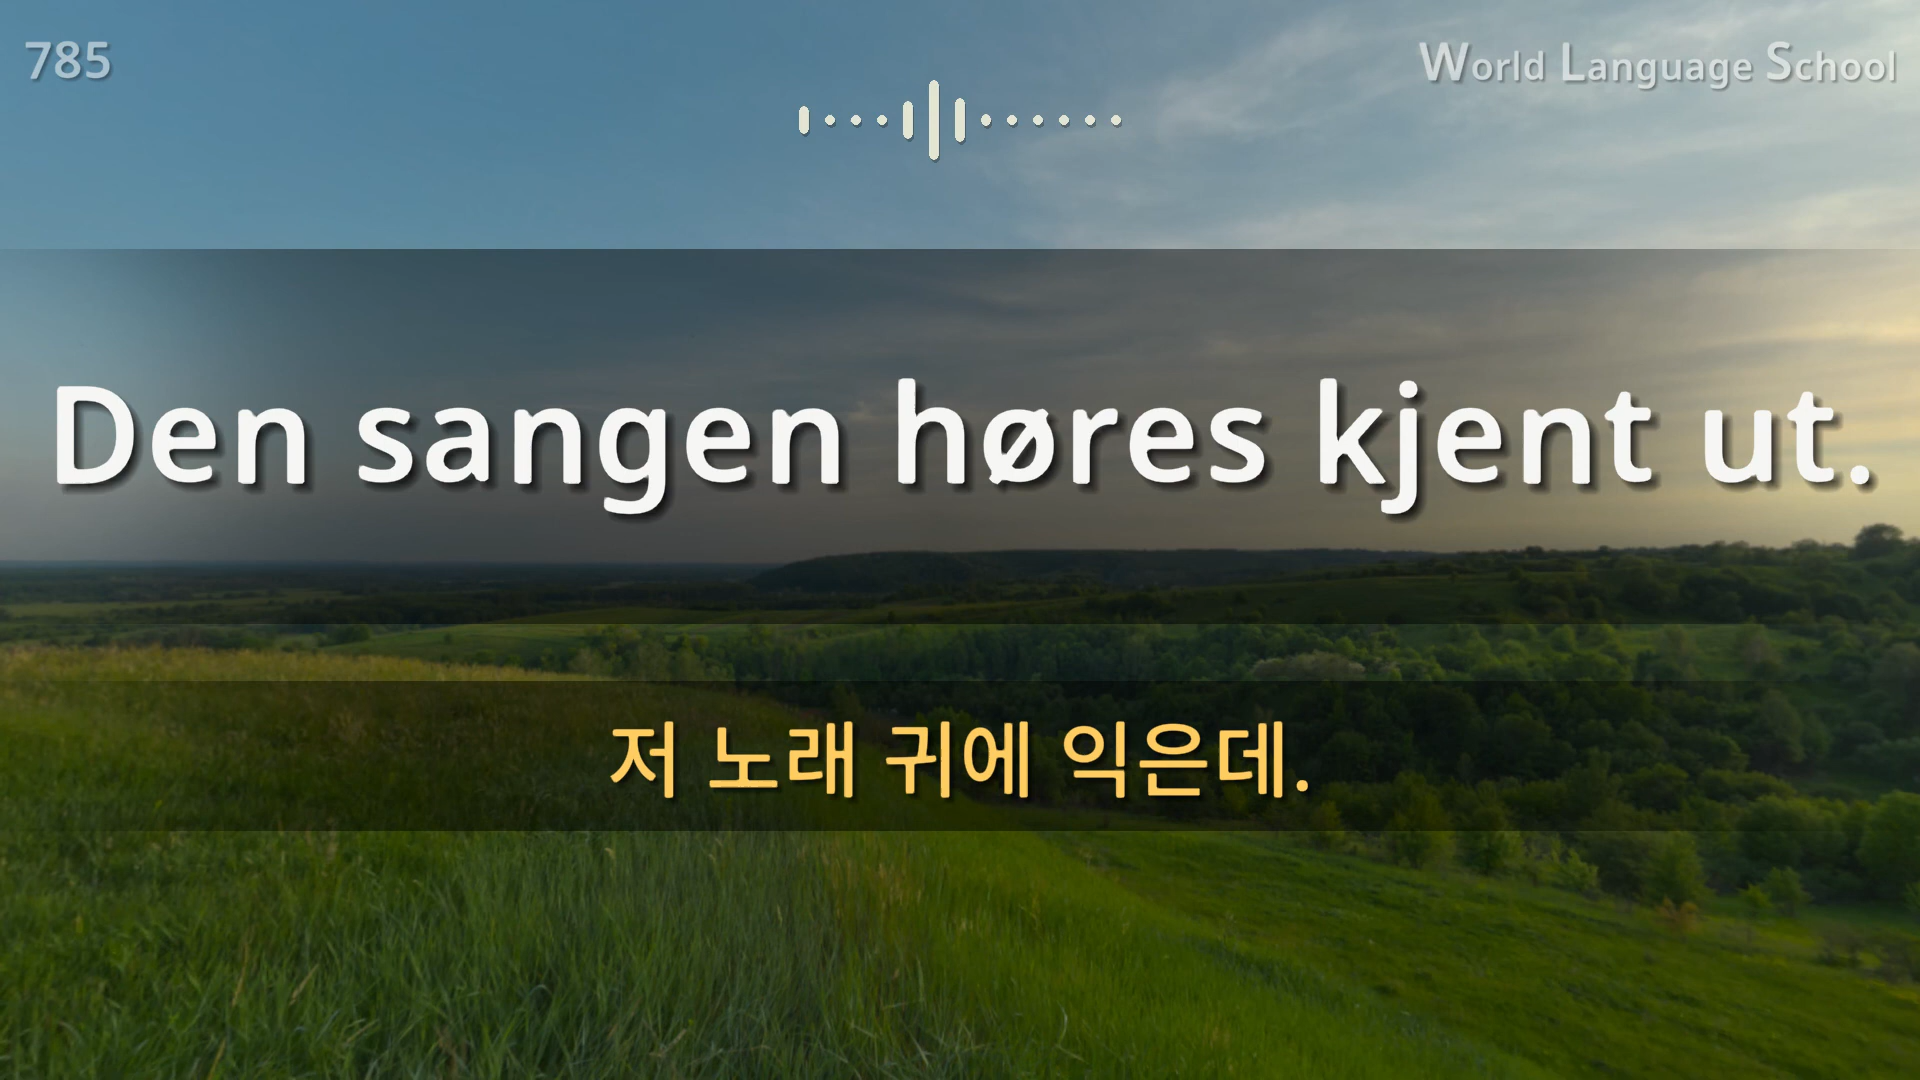 785
World Language School
Den sangen høres kjent ut.
저 노래 귀에 익은데.